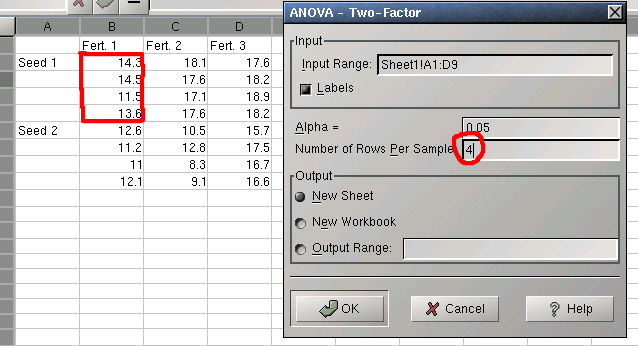 ANOVA - Two-Factor
A B C D
Fert. 1 Fert. 2 Fert. 3
Seed 1 14.3 18.1 17.6
14.5 17.6 18.2
11.5 17.1 18.9
13.6 17.6 18.2
Seed 2 12.6 10.5 15.7
11.2 12.8 17.5
11 8.3 16.7
12.1 9.1 16.6
Input
Input Range: Sheet1!A1:D9
Labels
Alpha = 0.05
Number of Rows Per Sample 4
Output
New Sheet
New Workbook
Output Range:
OK Cancel ? Help